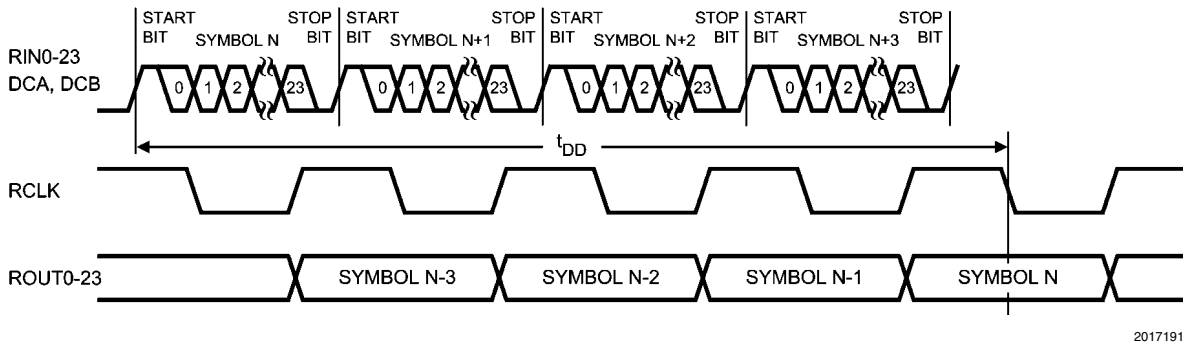 START STOP START STOP START STOP START STOP
BIT SYMBOL N BIT BIT SYMBOL N+1 BIT BIT SYMBOL N+2 BIT BIT SYMBOL N+3 BIT
RIN0-23
DCA, DCB
0 1 2 23 0 1 2 23 0 1 2 23 0 1 2 23
tDD
RCLK
ROUT0-23 SYMBOL N-3 SYMBOL N-2 SYMBOL N-1 SYMBOL N
2017191